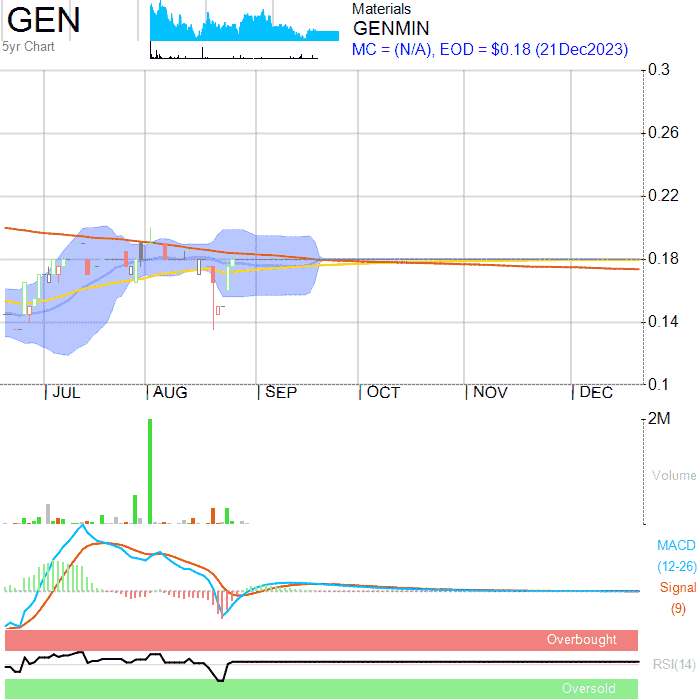 GEN
5yr Chart
Materials
GENMIN
MC = (N/A), EOD = $0.18 (21Dec2023)
0.3
0.26
0.22
0.18
0.14
0.1
JUL AUG SEP OCT NOV DEC
2M
Volume
MACD
(12-26)
Signal
(9)
Overbought
RSI(14)
Oversold